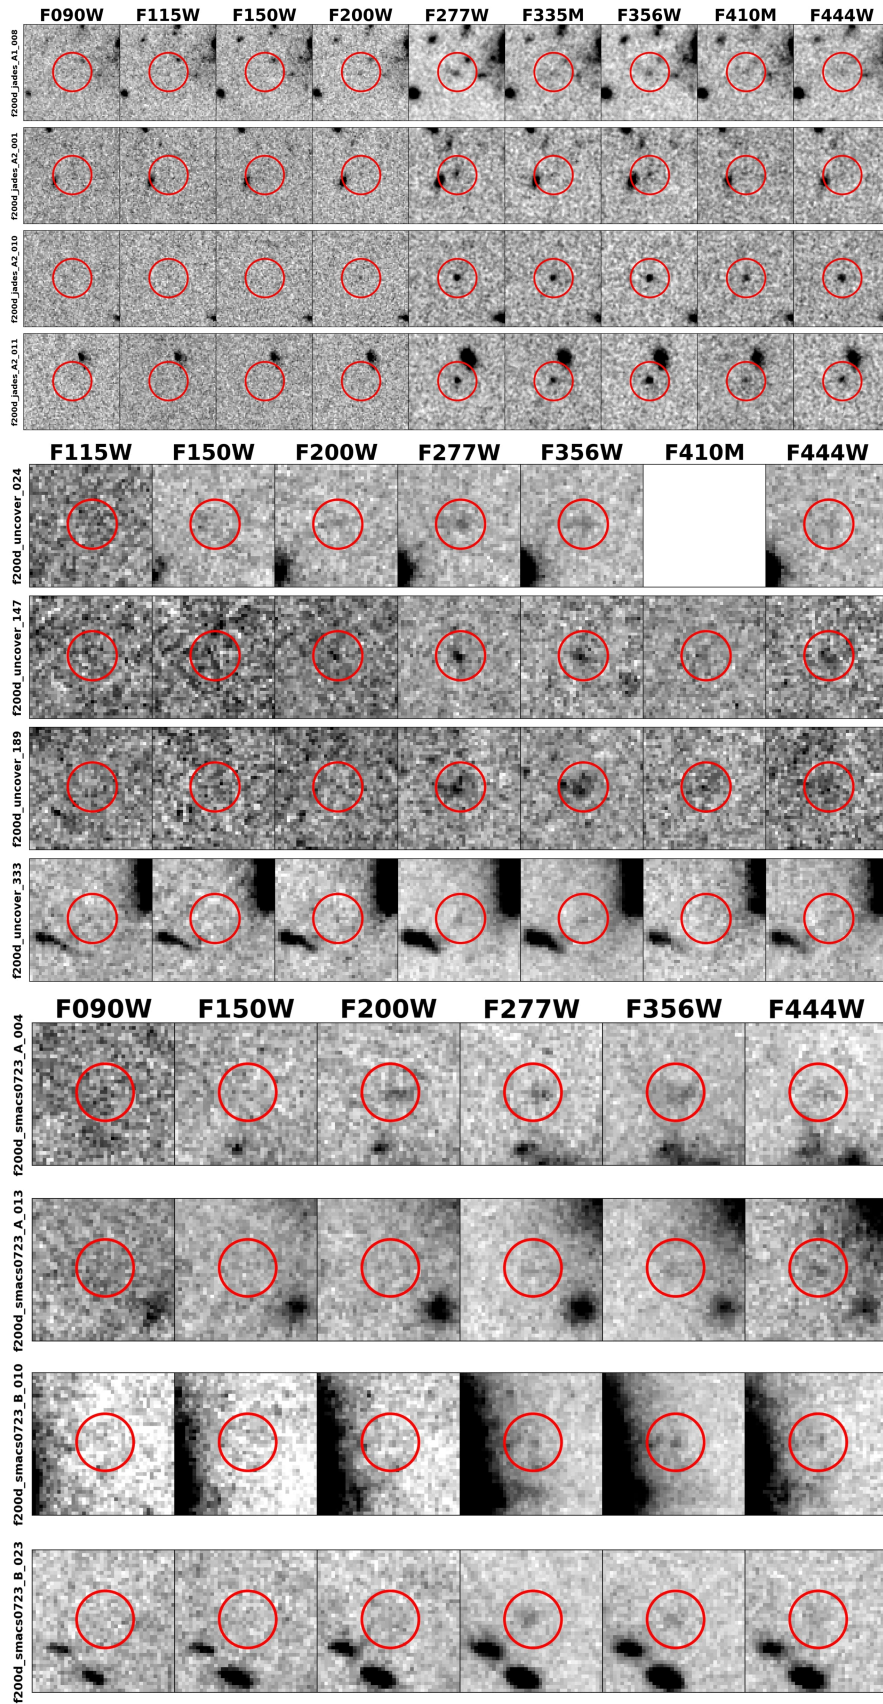 F090W F115W F150W F200W F277W F335M F356W F410M F444W
f200d_jades_A1_008
f200d_jades_A2_001
f200d_jades_A2_010
f200d_jades_A2_011
F115W F150W F200W F277W F356W F410M F444W
f200d_uncover_024
f200d_uncover_147
f200d_uncover_189
f200d_uncover_333
F090W F150W F200W F277W F356W F444W
f200d_smacs0723_A_004
f200d_smacs0723_A_013
f200d_smacs0723_B_010
f200d_smacs0723_B_023